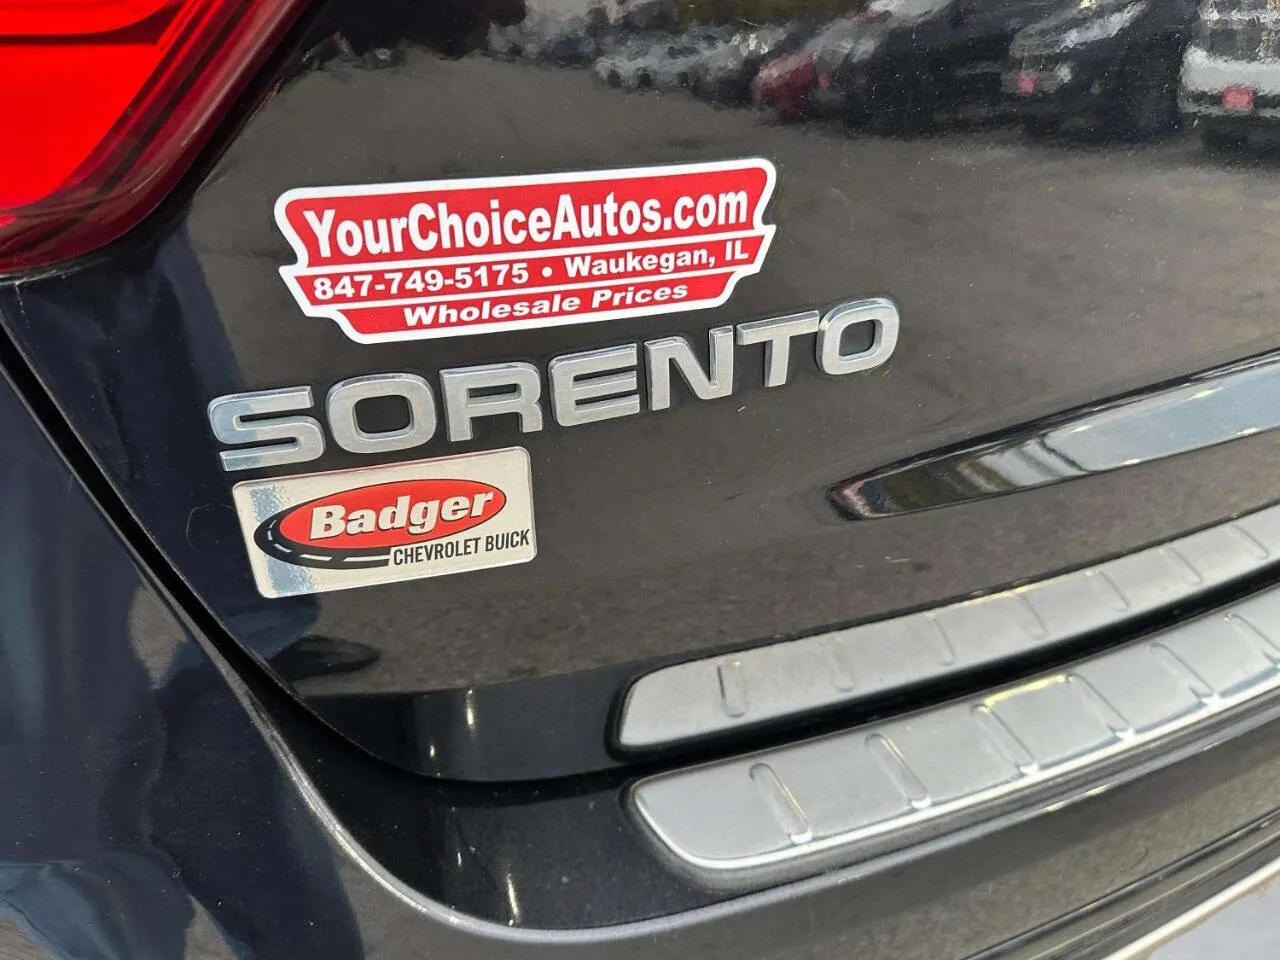 YourChoiceAutos.com
847-749-5175 • Waukegan, IL
Wholesale Prices
SORENTO
Badger
CHEVROLET BUICK